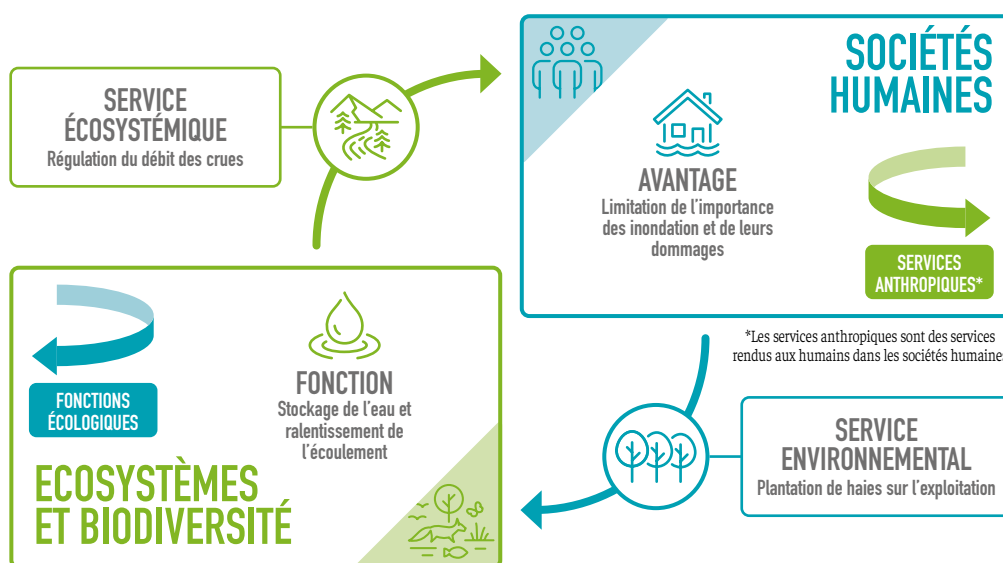 SERVICE
ÉCOSYSTÉMIQUE
Régulation du débit des crues
SOCIÉTÉS
HUMAINES
AVANTAGE
Limitation de l'importance
des inondation et de leurs
dommages
SERVICES
ANTHROPIQUES*
*Les services anthropiques sont des services
rendus aux humains dans les sociétés humaine
FONCTIONS
ÉCOLOGIQUES
FONCTION
Stockage de l'eau et
ralentissement de
l'écoulement
ECOSYSTÈMES
ET BIODIVERSITÉ
SERVICE
ENVIRONNEMENTAL
Plantation de haies sur l'exploitation